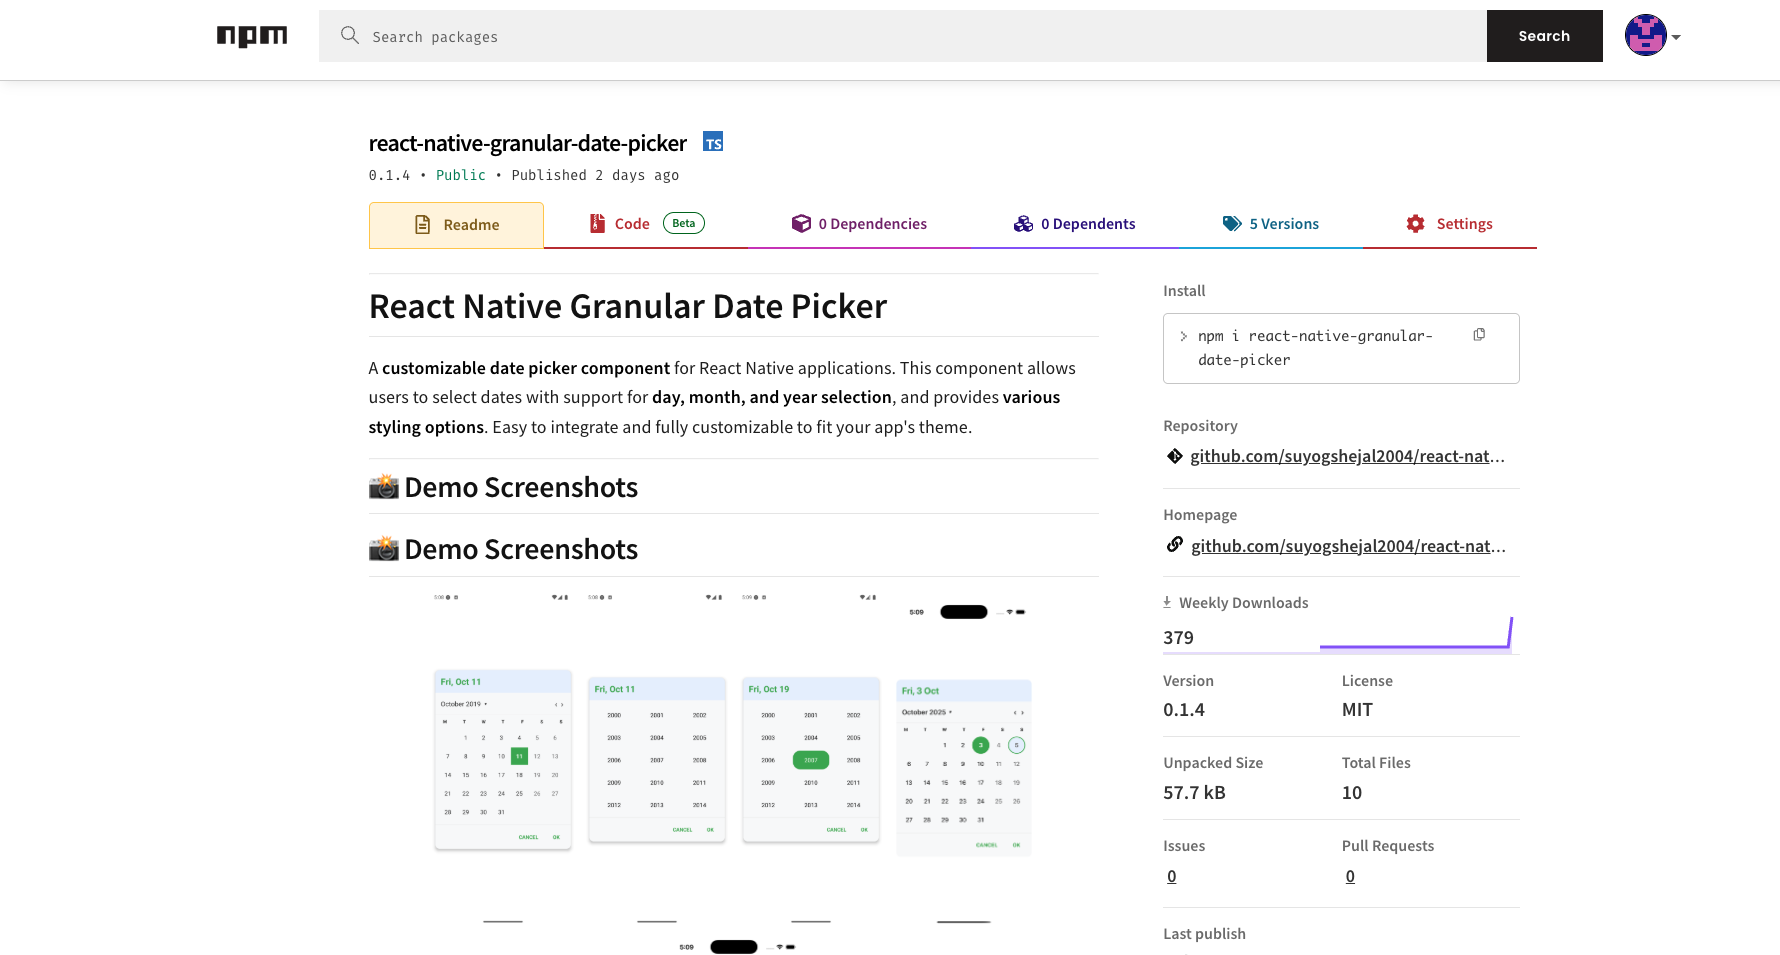 npm
Search packages
Search
react-native-granular-date-picker
TS
0.1.4 • Public • Published 2 days ago
Readme
Code Beta
0 Dependencies
0 Dependents
5 Versions
Settings
React Native Granular Date Picker
A customizable date picker component for React Native applications. This component allows
users to select dates with support for day, month, and year selection, and provides various
styling options. Easy to integrate and fully customizable to fit your app's theme.
📸 Demo Screenshots
📸 Demo Screenshots
5:09
Fri, Oct 11
October 2019
M T W T F S S
1 2 3 4 5 6
7 8 9 10 11 12 13
14 15 16 17 18 19 20
21 22 23 24 25 26 27
28 29 30 31
CANCEL OK
Fri, Oct 11
2000 2001 2002
2003 2004 2005
2006 2007 2008
2009 2010 2011
2012 2013 2014
CANCEL OK
Fri, Oct 19
2000 2001 2002
2003 2004 2005
2006 2007 2008
2009 2010 2011
2012 2013 2014
CANCEL OK
5:09
Fri, 3 Oct
October 2025
M T W T F S S
1 2 3 4 5
6 7 8 9 10 11 12
13 14 15 16 17 18 19
20 21 22 23 24 25 26
27 28 29 30 31
CANCEL OK
5:09
Install
> npm i react-native-granular-
date-picker
Repository
github.com/suyogshejal2004/react-nat...
Homepage
github.com/suyogshejal2004/react-nat...
Weekly Downloads
379
Version
0.1.4
License
MIT
Unpacked Size
57.7 kB
Total Files
10
Issues
0
Pull Requests
0
Last publish